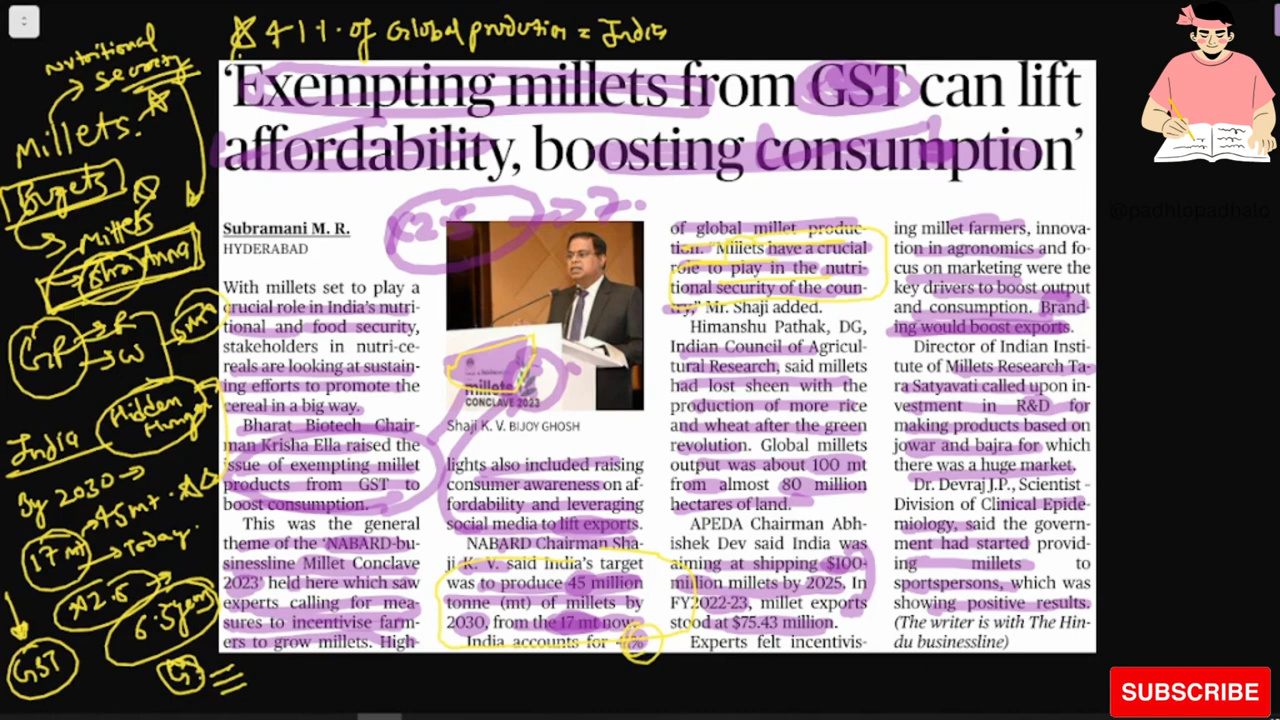 ☆ 41% of Global prodution = India
'Exempting millets from GST can lift
affordability, boosting consumption'
nutritional
→ security
Millets.
Budgets
→ Millets
→ Shri Anna
GR → R
→ W
5mg
India
Hidden
Hunger
By 2030 →
→ 45mt
17 mt → Today
x2.6
6.5years
GST
x2.6 → 7.
Subramani M. R.
HYDERABAD
With millets set to play a
crucial role in India's nutri-
tional and food security,
stakeholders in nutri-ce-
reals are looking at sustain-
ing efforts to promote the
cereal in a big way.
Bharat Biotech Chair-
man Krisha Ella raised the
issue of exempting millet
products from GST to
boost consumption.
This was the general
theme of the 'NABARD-bu-
sinessline Millet Conclave
2023' held here which saw
experts calling for mea-
sures to incentivise farm-
ers to grow millets. High-
millets
CONCLAVE 2023
Shaji K. V. BIJOY GHOSH
lights also included raising
consumer awareness on af-
fordability and leveraging
social media to lift exports.
NABARD Chairman Sha-
ji K. V. said India's target
was to produce 45 million
tonne (mt) of millets by
2030, from the 17 mt now.
India accounts for 41%
of global millet produc-
tion. "Millets have a crucial
role to play in the nutri-
tional security of the coun-
try," Mr. Shaji added.
Himanshu Pathak, DG,
Indian Council of Agricul-
tural Research, said millets
had lost sheen with the
production of more rice
and wheat after the green
revolution. Global millets
output was about 100 mt
from almost 80 million
hectares of land.
APEDA Chairman Abh-
ishek Dev said India was
aiming at shipping $100-
million millets by 2025. In
FY2022-23, millet exports
stood at $75.43 million.
Experts felt incentivis-
ing millet farmers, innova-
tion in agronomics and fo-
cus on marketing were the
key drivers to boost output
and consumption. Brand-
ing would boost exports.
Director of Indian Insti-
tute of Millets Research Ta-
ra Satyavati called upon in-
vestment in R&D for
making products based on
jowar and bajra for which
there was a huge market.
Dr. Devraj J.P., Scientist -
Division of Clinical Epide-
miology, said the govern-
ment had started provid-
ing millets to
sportspersons, which was
showing positive results.
(The writer is with The Hin-
du businessline)
@padhlopadhalo
SUBSCRIBE